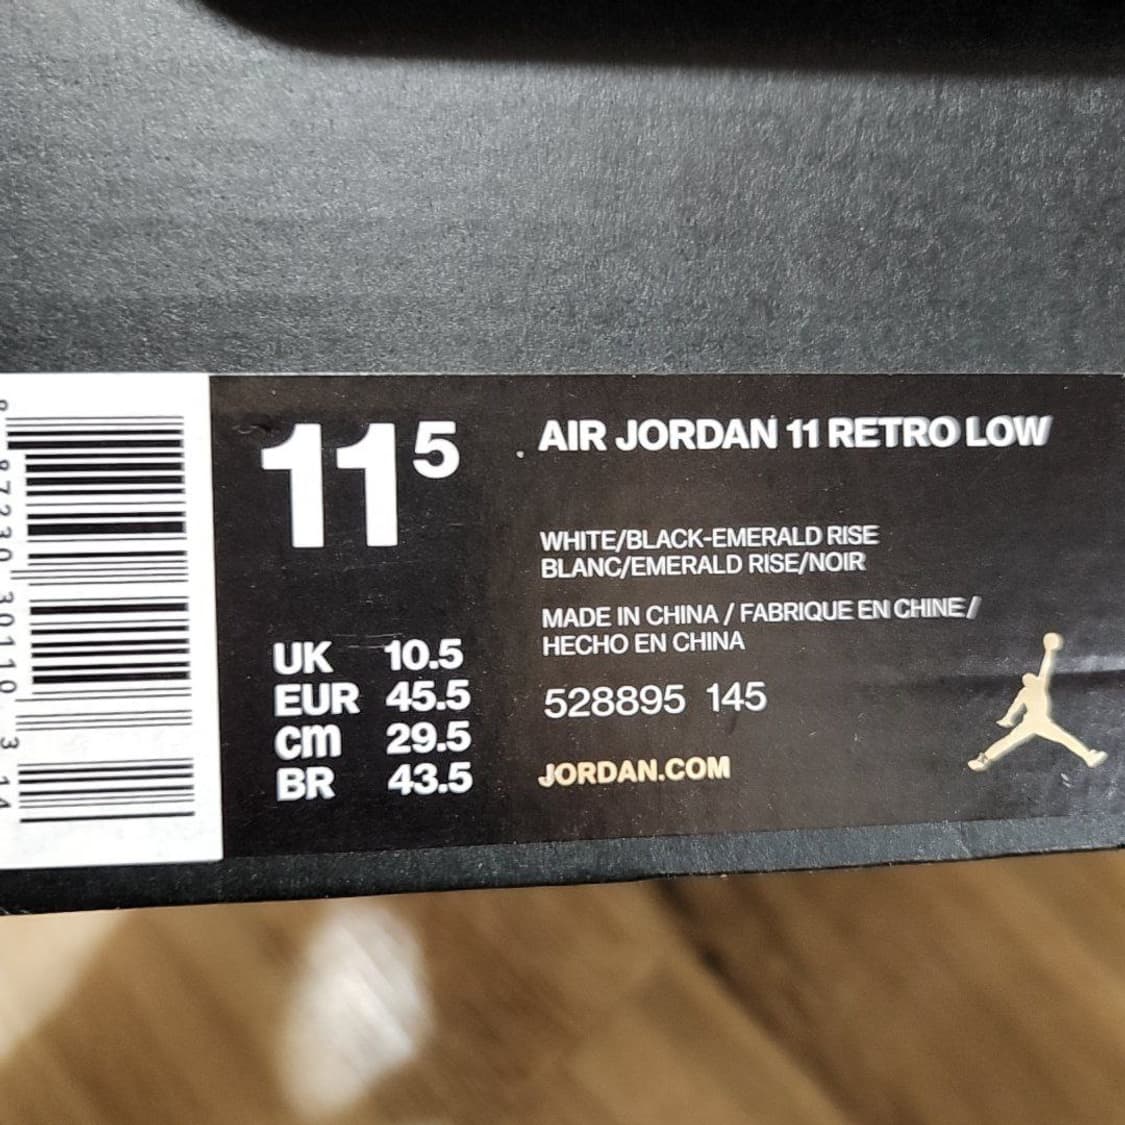 11 5
AIR JORDAN 11 RETRO LOW
WHITE/BLACK-EMERALD RISE
BLANC/EMERALD RISE/NOIR
MADE IN CHINA / FABRIQUE EN CHINE /
HECHO EN CHINA
UK 10.5
EUR 45.5
cm 29.5
BR 43.5
528895 145
JORDAN.COM